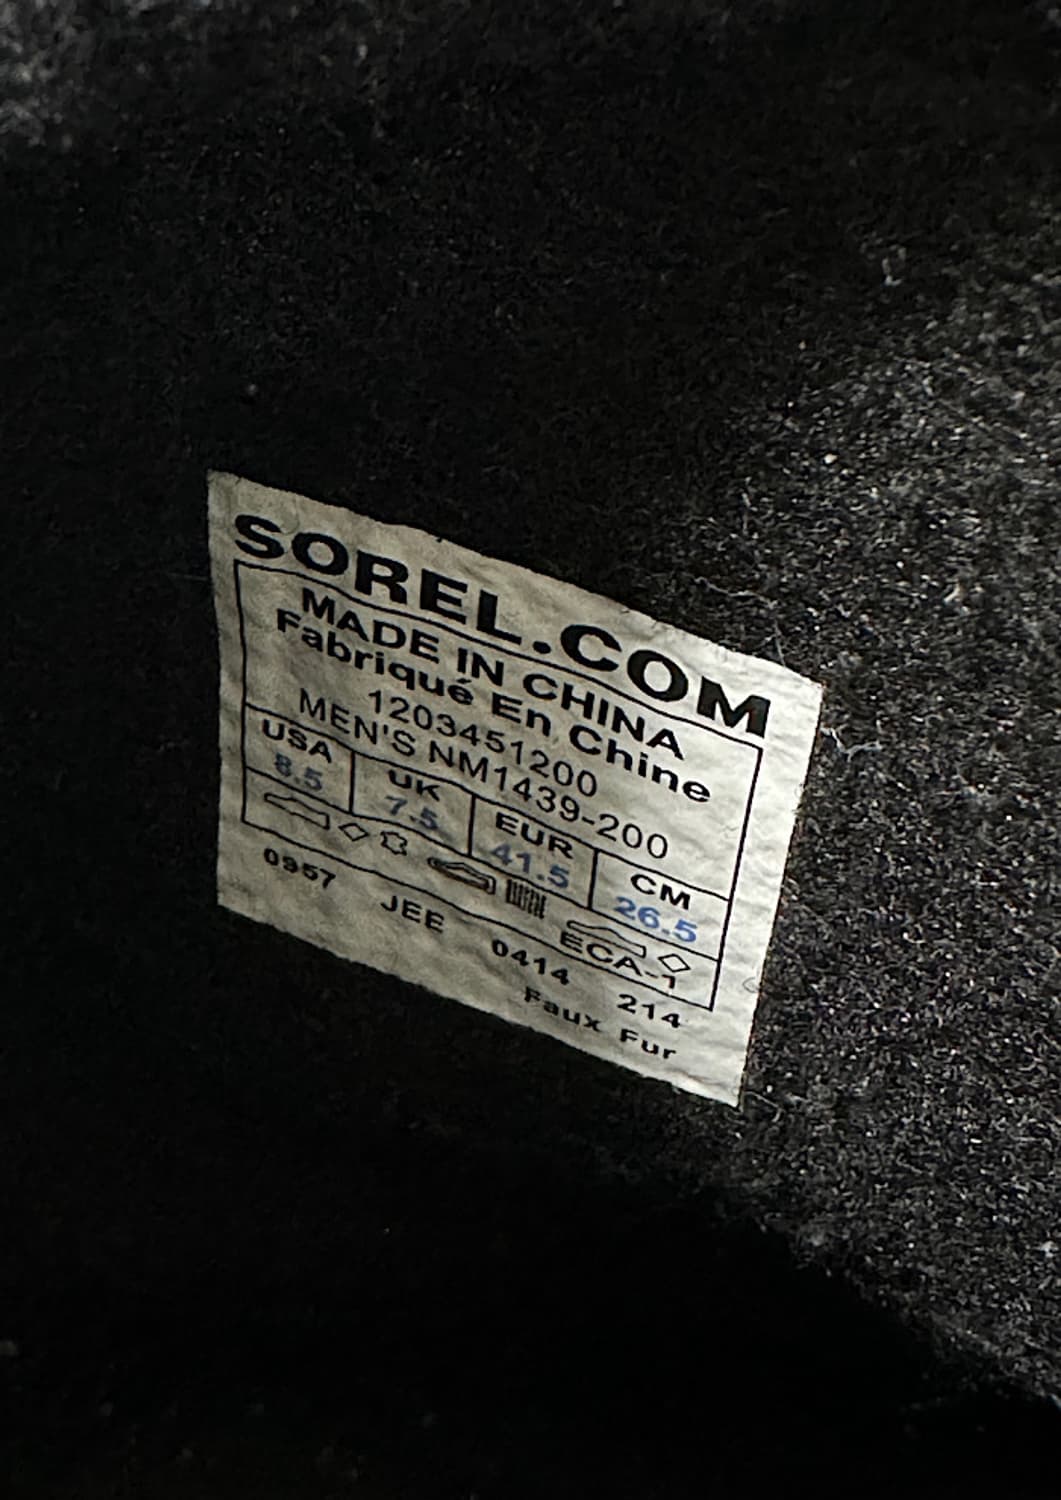 SOREL.COM
MADE IN CHINA
Fabriqué En Chine
1203451200
MEN'S NM1439-200
USA UK EUR CM
8.5 7.5 41.5 26.5
ECA-1
0957 JEE 0414 214
Faux Fur